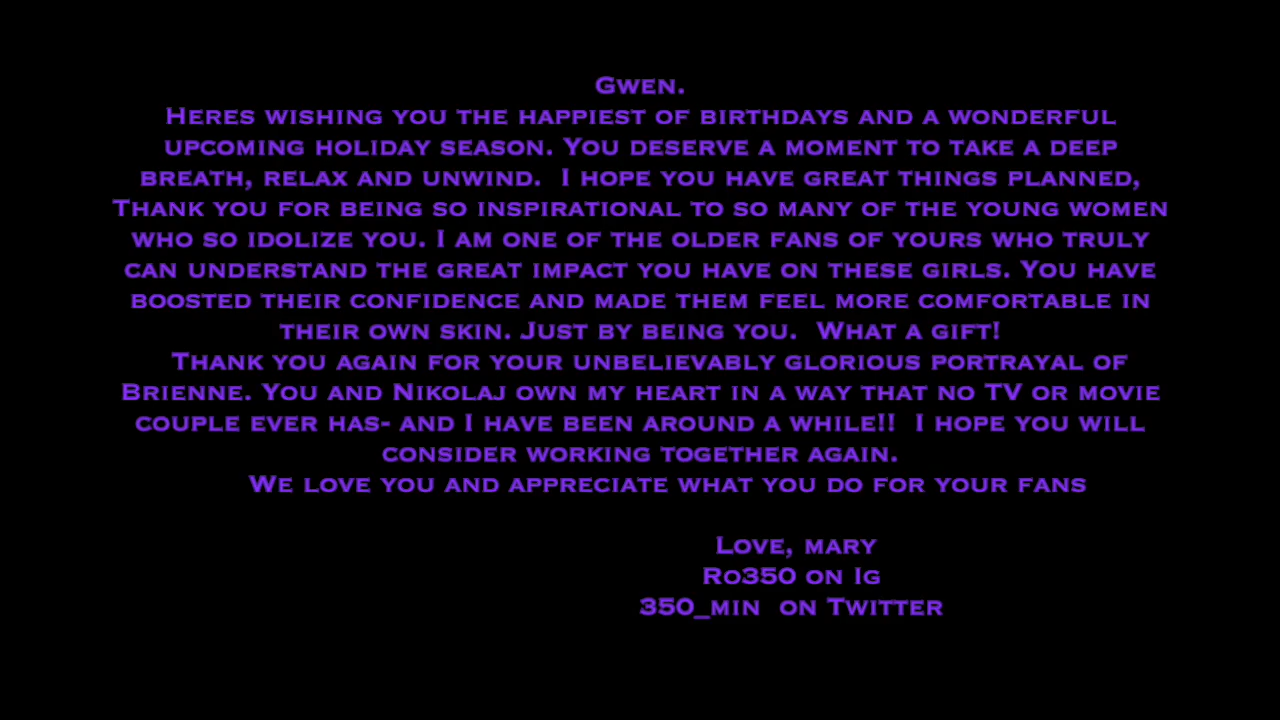 Gwen.
Heres wishing you the happiest of birthdays and a wonderful
upcoming holiday season. You deserve a moment to take a deep
breath, relax and unwind.  I hope you have great things planned,
Thank you for being so inspirational to so many of the young women
who so idolize you. I am one of the older fans of yours who truly
can understand the great impact you have on these girls. You have
boosted their confidence and made them feel more comfortable in
their own skin. Just by being you.  What a gift!
Thank you again for your unbelievably glorious portrayal of
Brienne. You and Nikolaj own my heart in a way that no TV or movie
couple ever has- and I have been around a while!!  I hope you will
consider working together again.
We love you and appreciate what you do for your fans
Love, mary
Ro350 on Ig
350_min  on Twitter